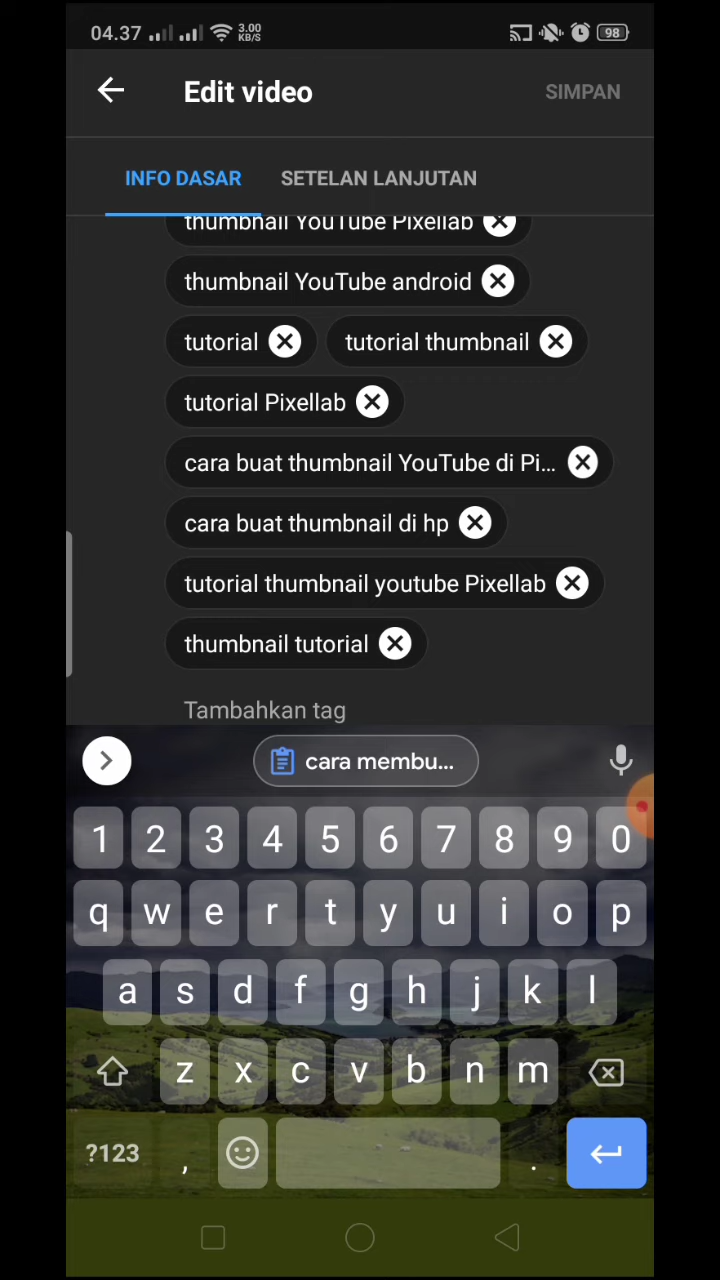 04.37 3.00 KB/S 98
Edit video SIMPAN
INFO DASAR SETELAN LANJUTAN
thumbnail YouTube Pixellab
thumbnail YouTube android
tutorial tutorial thumbnail
tutorial Pixellab
cara buat thumbnail YouTube di Pi...
cara buat thumbnail di hp
tutorial thumbnail youtube Pixellab
thumbnail tutorial
Tambahkan tag
cara membu...
1 2 3 4 5 6 7 8 9 0
q w e r t y u i o p
a s d f g h j k l
z x c v b n m
?123 , .